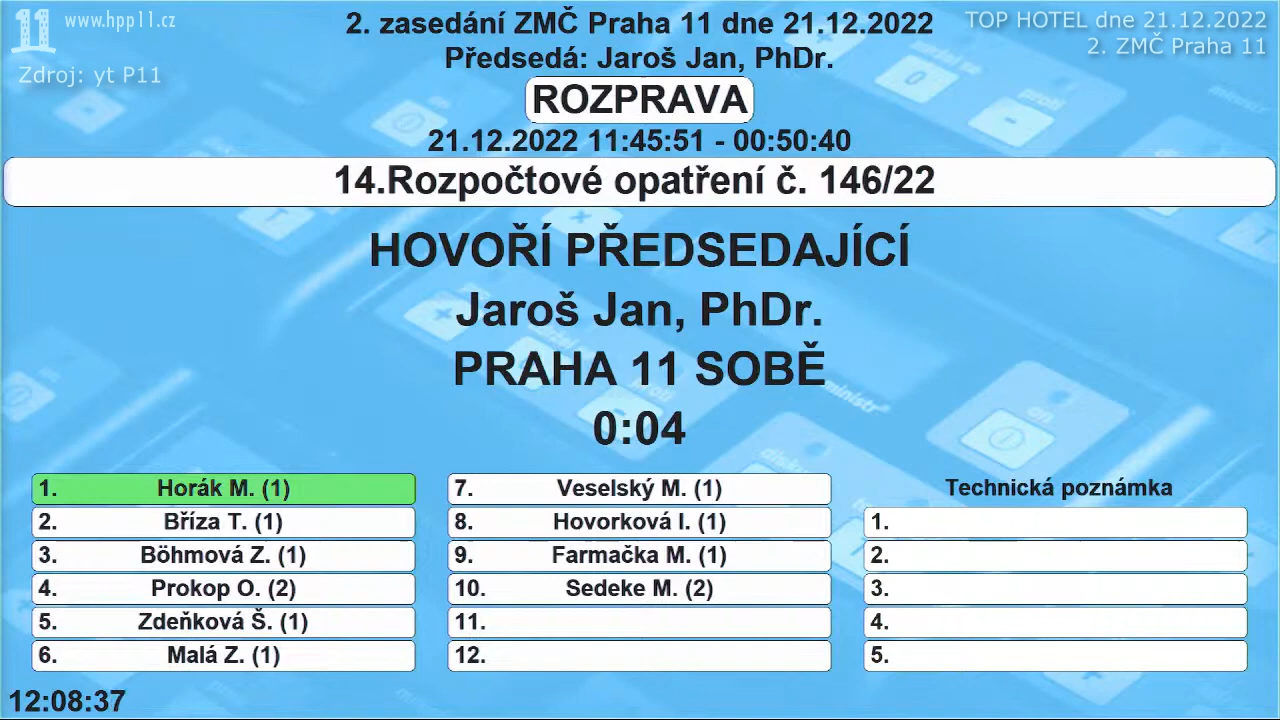 11 www.hpp11.cz
Zdroj: yt P11
TOP HOTEL dne 21.12.2022
2. ZMČ Praha 11
2. zasedání ZMČ Praha 11 dne 21.12.2022
Předsedá: Jaroš Jan, PhDr.
ROZPRAVA
21.12.2022 11:45:51 - 00:50:40
14.Rozpočtové opatření č. 146/22
HOVOŘÍ PŘEDSEDAJÍCÍ
Jaroš Jan, PhDr.
PRAHA 11 SOBĚ
0:04
1. Horák M. (1)
2. Bříza T. (1)
3. Böhmová Z. (1)
4. Prokop O. (2)
5. Zdeňková Š. (1)
6. Malá Z. (1)
7. Veselský M. (1)
8. Hovorková I. (1)
9. Farmačka M. (1)
10. Sedeke M. (2)
11.
12.
Technická poznámka
1.
2.
3.
4.
5.
12:08:37